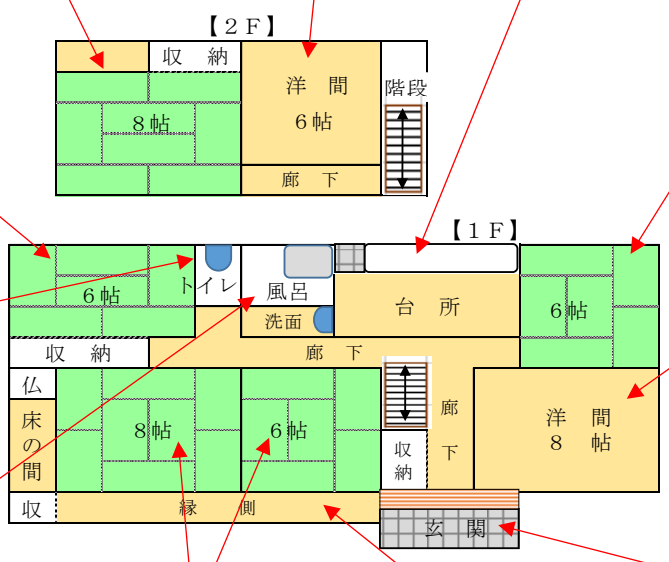 【２Ｆ】
収　納
洋　間
６帖
階段
８帖
廊　下
【１Ｆ】
６帖
トイレ
風呂
洗面
台　所
６帖
収　納
廊　下
仏
床の間
８帖
６帖
収納
廊下
洋　間
８　帖
収
縁　側
玄　関